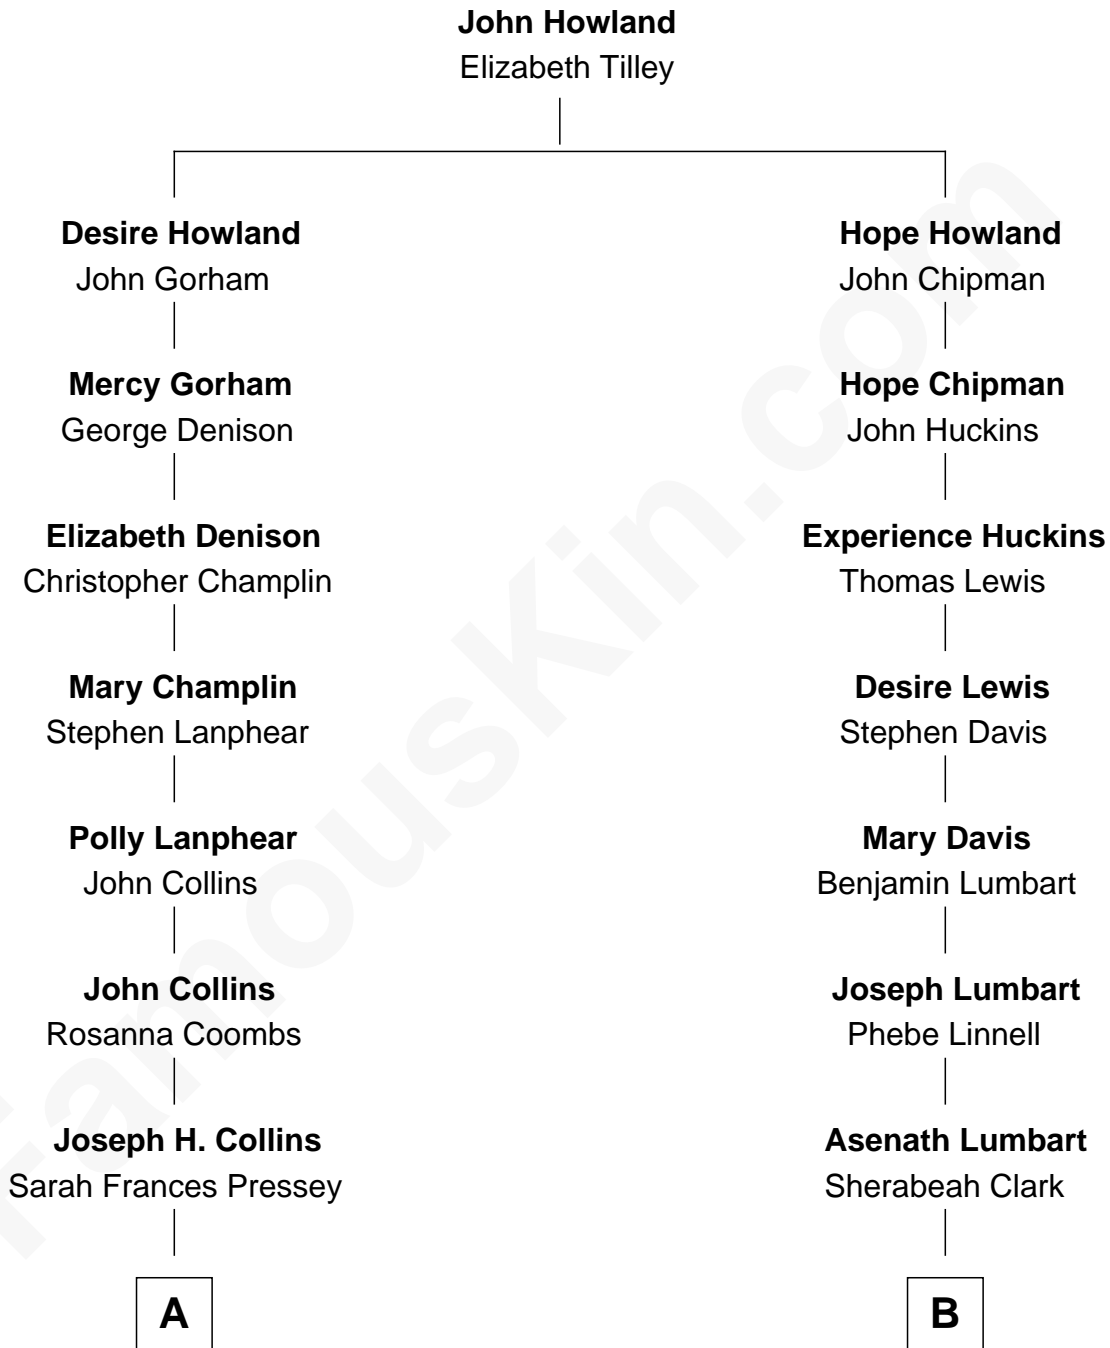 John Howland
Elizabeth Tilley
Desire Howland
John Gorham
Hope Howland
John Chipman
Mercy Gorham
George Denison
Hope Chipman
John Huckins
Elizabeth Denison
Christopher Champlin
Experience Huckins
Thomas Lewis
Mary Champlin
Stephen Lanphear
Desire Lewis
Stephen Davis
Polly Lanphear
John Collins
Mary Davis
Benjamin Lumbart
John Collins
Rosanna Coombs
Joseph Lumbart
Phebe Linnell
Joseph H. Collins
Sarah Frances Pressey
Asenath Lumbart
Sherabeah Clark
A
B
FamousKin.com